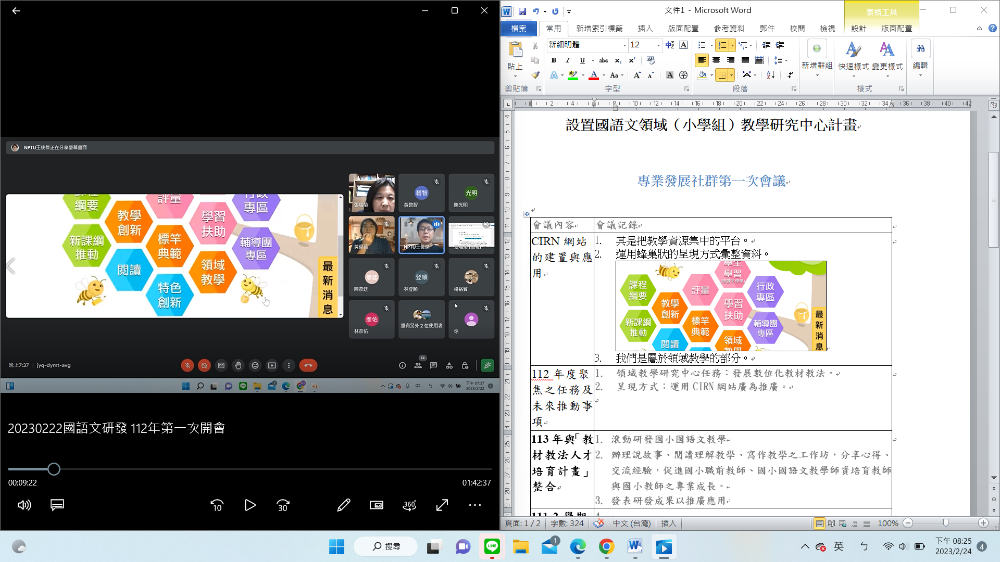 NPTU王俊傑正在分享螢幕畫面
綱要
教學
創新
評量
學習
扶助
行政
專區
新課綱
推動
標竿
典範
輔導團
專區
閱讀
領域
教學
特色
創新
最新消息
張瑞菊
碧智
黃碧智
光明
陳光明
NPTU王俊傑
彥廷
陳彥廷
登順
林登順
楊裕貿
彥佑
林彥佑
還有另外 2 位使用者
你
晚上7:37 | jyq-dymt-avg
14
下午 07:37
2023/2/22
20230222國語文研發 112年第一次開會
00:09:22
01:42:37
10
30
360°
文件1 - Microsoft Word
表格工具
檔案 常用 新增索引標籤 插入 版面配置 參考資料 郵件 校閱 檢視 設計 版面配置
新細明體 12
貼上
新增群組 快速樣式 變更樣式 編輯
剪貼簿 字型 段落 樣式
設置國語文領域（小學組）教學研究中心計畫
專業發展社群第一次會議
會議內容 會議記錄
CIRN 網站的建置與應用
1. 其是把教學資源集中的平台。
2. 運用蜂巢狀的呈現方式彙整資料。
學習
(停課不停學)
課程
綱要
評量
行政
專區
教學
創新
學習
扶助
新課綱
推動
標竿
典範
輔導團
專區
閱讀
領域
最新消息
3. 我們是屬於領域教學的部分。
112 年度聚焦之任務及未來推動事項
1. 領域教學研究中心任務：發展數位化教材教法。
2. 呈現方式：運用 CIRN 網站廣為推廣。
113 年與「教材教法人才培育計畫」整合
1. 滾動研發國小國語文教學
2. 辦理說故事、閱讀理解教學、寫作教學之工作坊，分享心得、
交流經驗，促進國小職前教師、國小國語文教學師資培育教師
與國小教師之專業成長。
3. 發表研發成果以推廣應用
111-2 學期
4.
頁面: 1 / 2 字數: 324 中文 (台灣) 插入 100%
搜尋
LINE
1
英
ㄅ
下午 08:25
2023/2/24
4